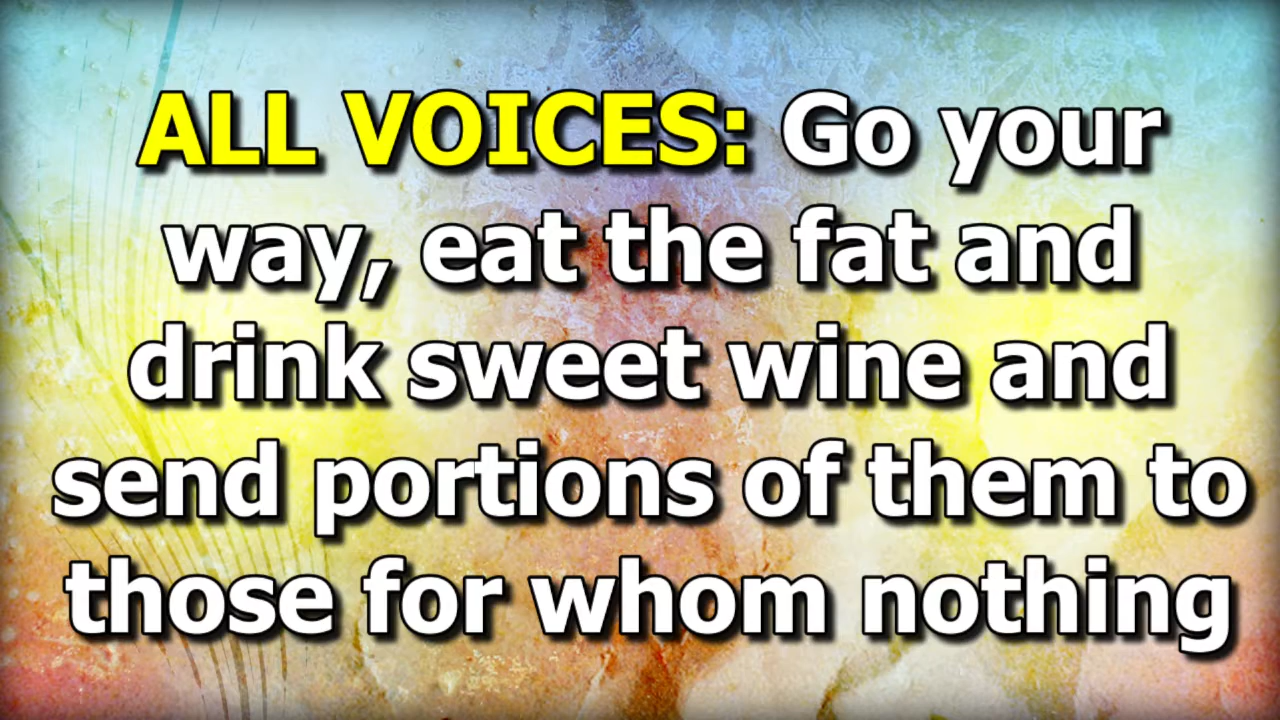 ALL VOICES: Go your
way, eat the fat and
drink sweet wine and
send portions of them to
those for whom nothing